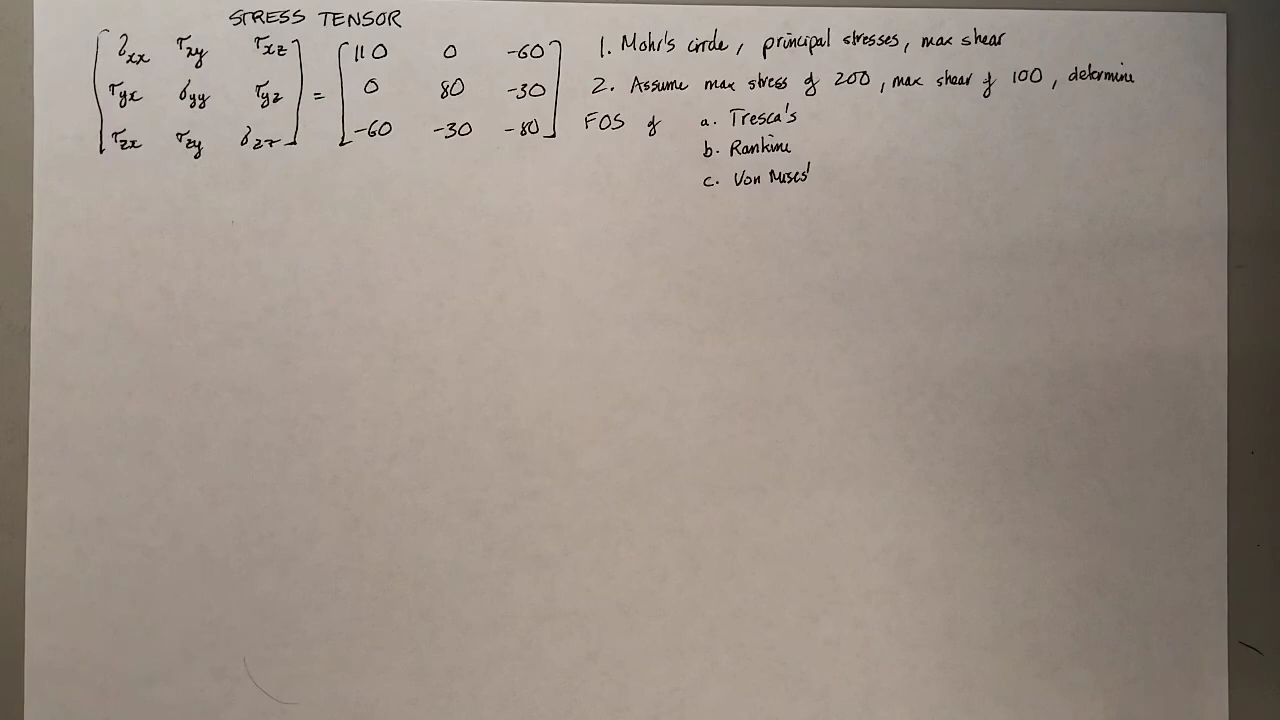 STRESS TENSOR
[σxx τxy τxz] = [110 0 -60] 1. Mohr's circle, principal stresses, max shear
[τyx σyy τyz] = [0 80 -30] 2. Assume max stress of 200, max shear of 100, determine
[τzx τzy σzz] = [-60 -30 -80] FOS of a. Tresca's
b. Rankine
c. Von Mises'